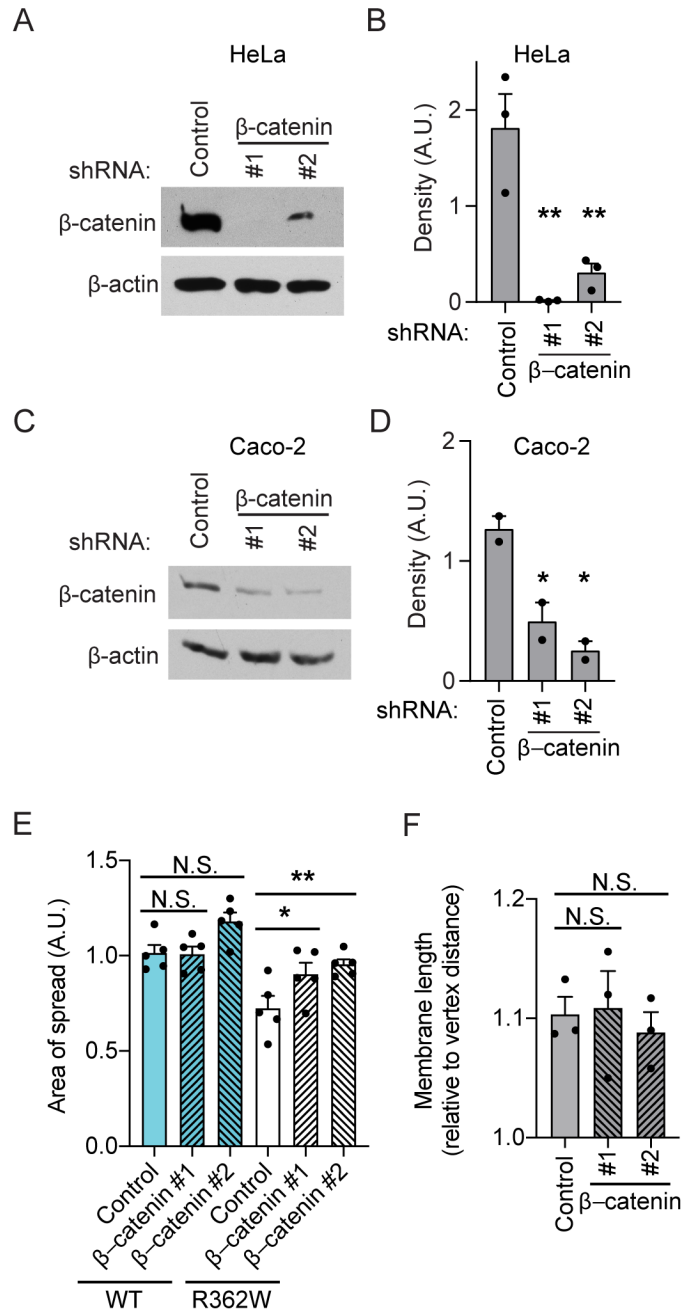 A
HeLa
shRNA:
Control
β-catenin
#1
#2
β-catenin
β-actin
B
HeLa
Density (A.U.)
2
1
0
**
**
shRNA:
Control
#1
#2
β–catenin
C
Caco-2
shRNA:
Control
β-catenin
#1
#2
β-catenin
β-actin
D
Caco-2
Density (A.U.)
2
1
0
*
*
shRNA:
Control
#1
#2
β–catenin
E
Area of spread (A.U.)
1.5
1.0
0.5
0.0
N.S.
N.S.
**
*
Control
β–catenin #1
β–catenin #2
Control
β–catenin #1
β–catenin #2
WT
R362W
F
Membrane length
(relative to vertex distance)
1.2
1.1
1.0
N.S.
N.S.
Control
#1
#2
β–catenin